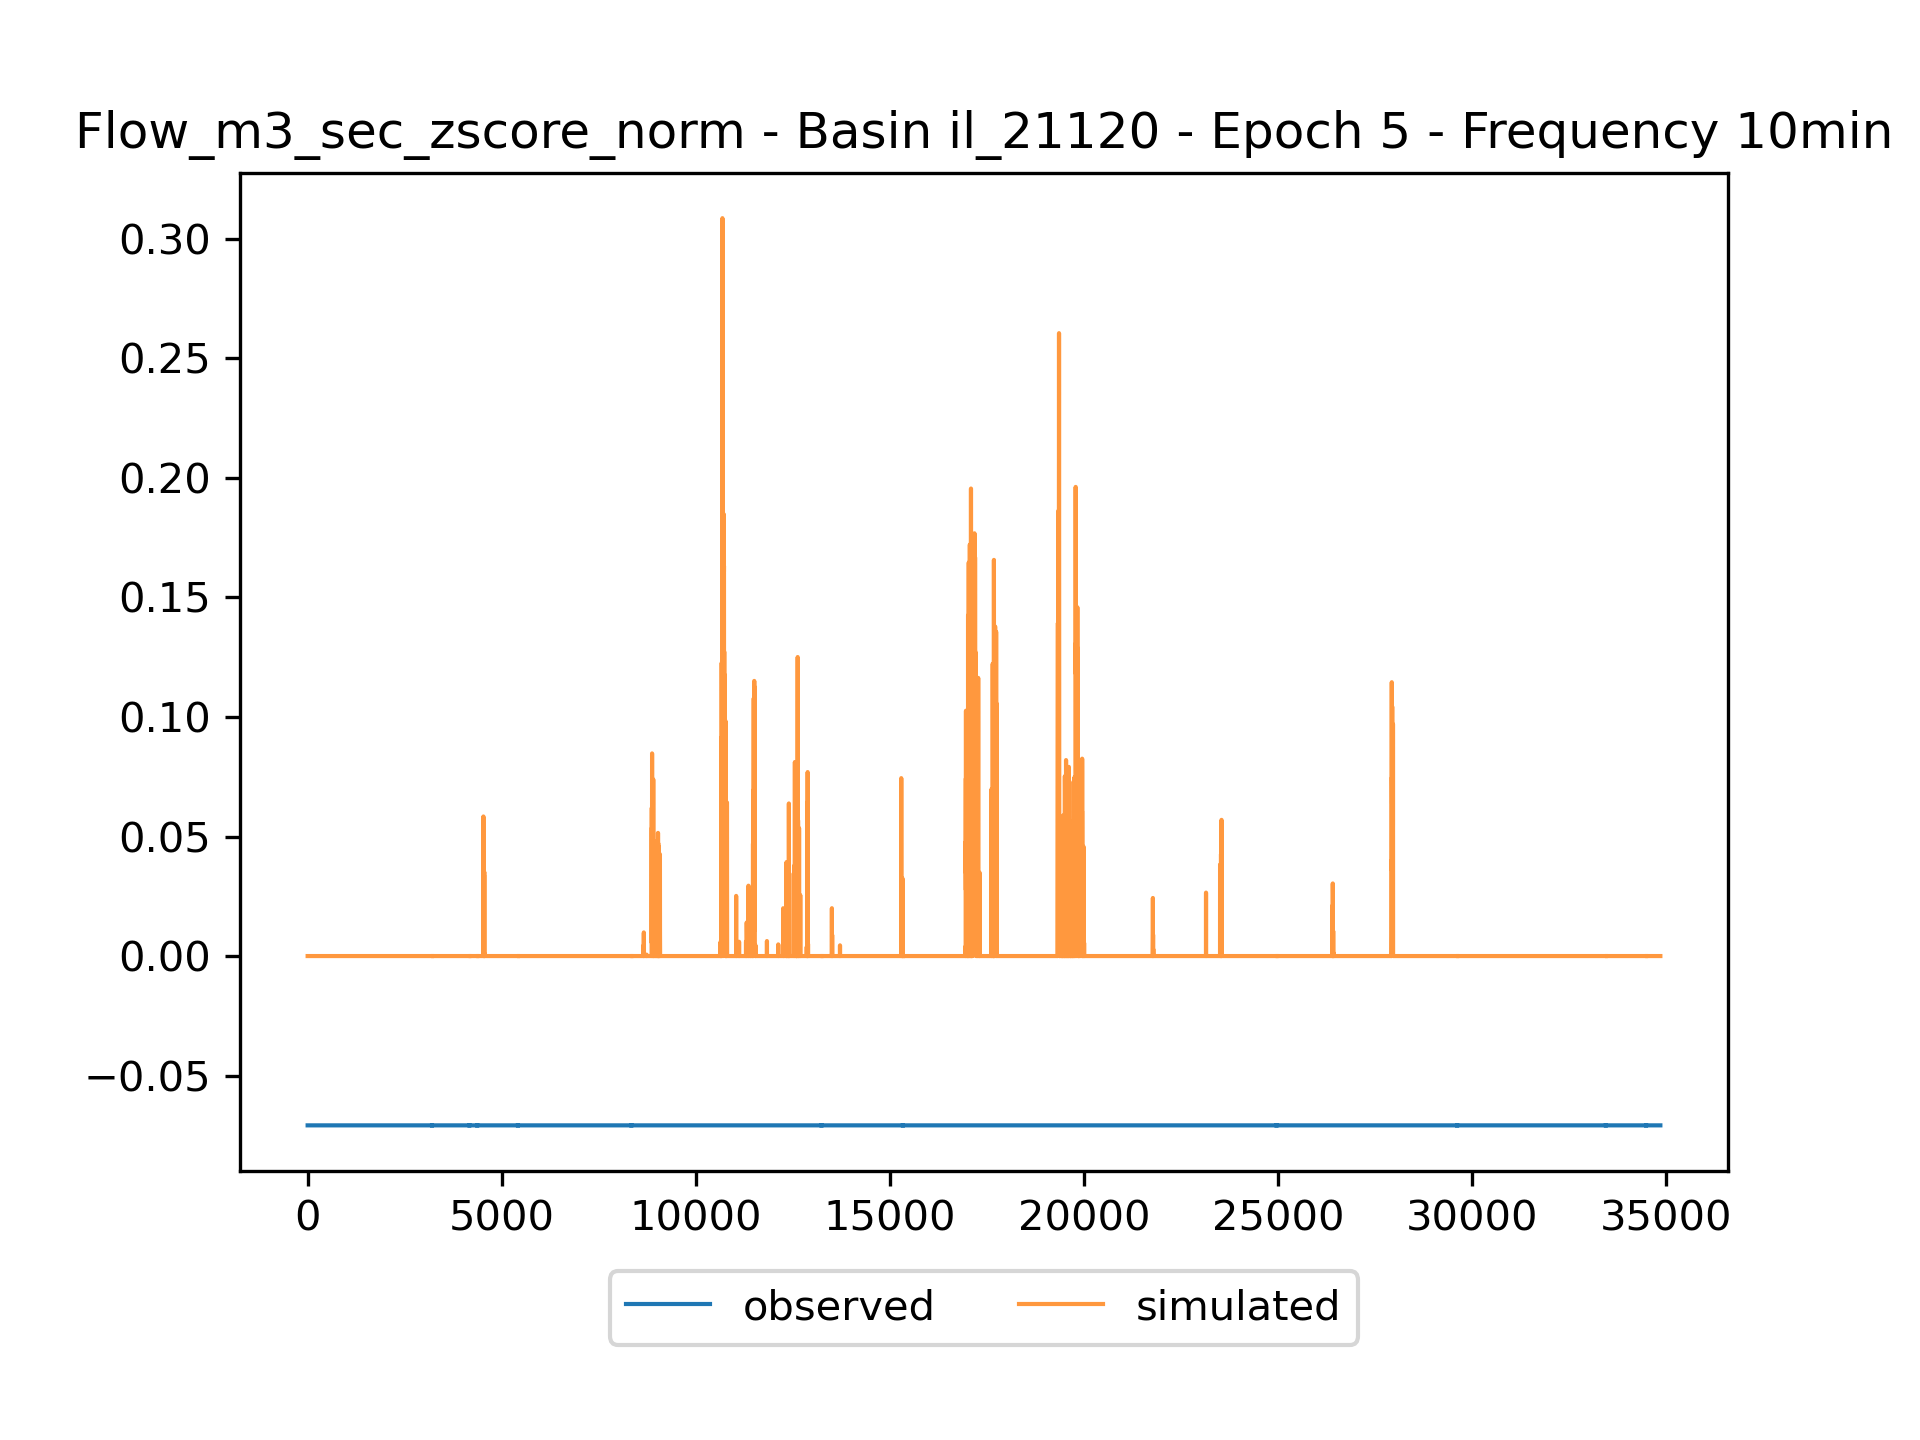 Flow_m3_sec_zscore_norm - Basin il_21120 - Epoch 5 - Frequency 10min
0.30
0.25
0.20
0.15
0.10
0.05
0.00
−0.05
0 5000 10000 15000 20000 25000 30000 35000
observed simulated